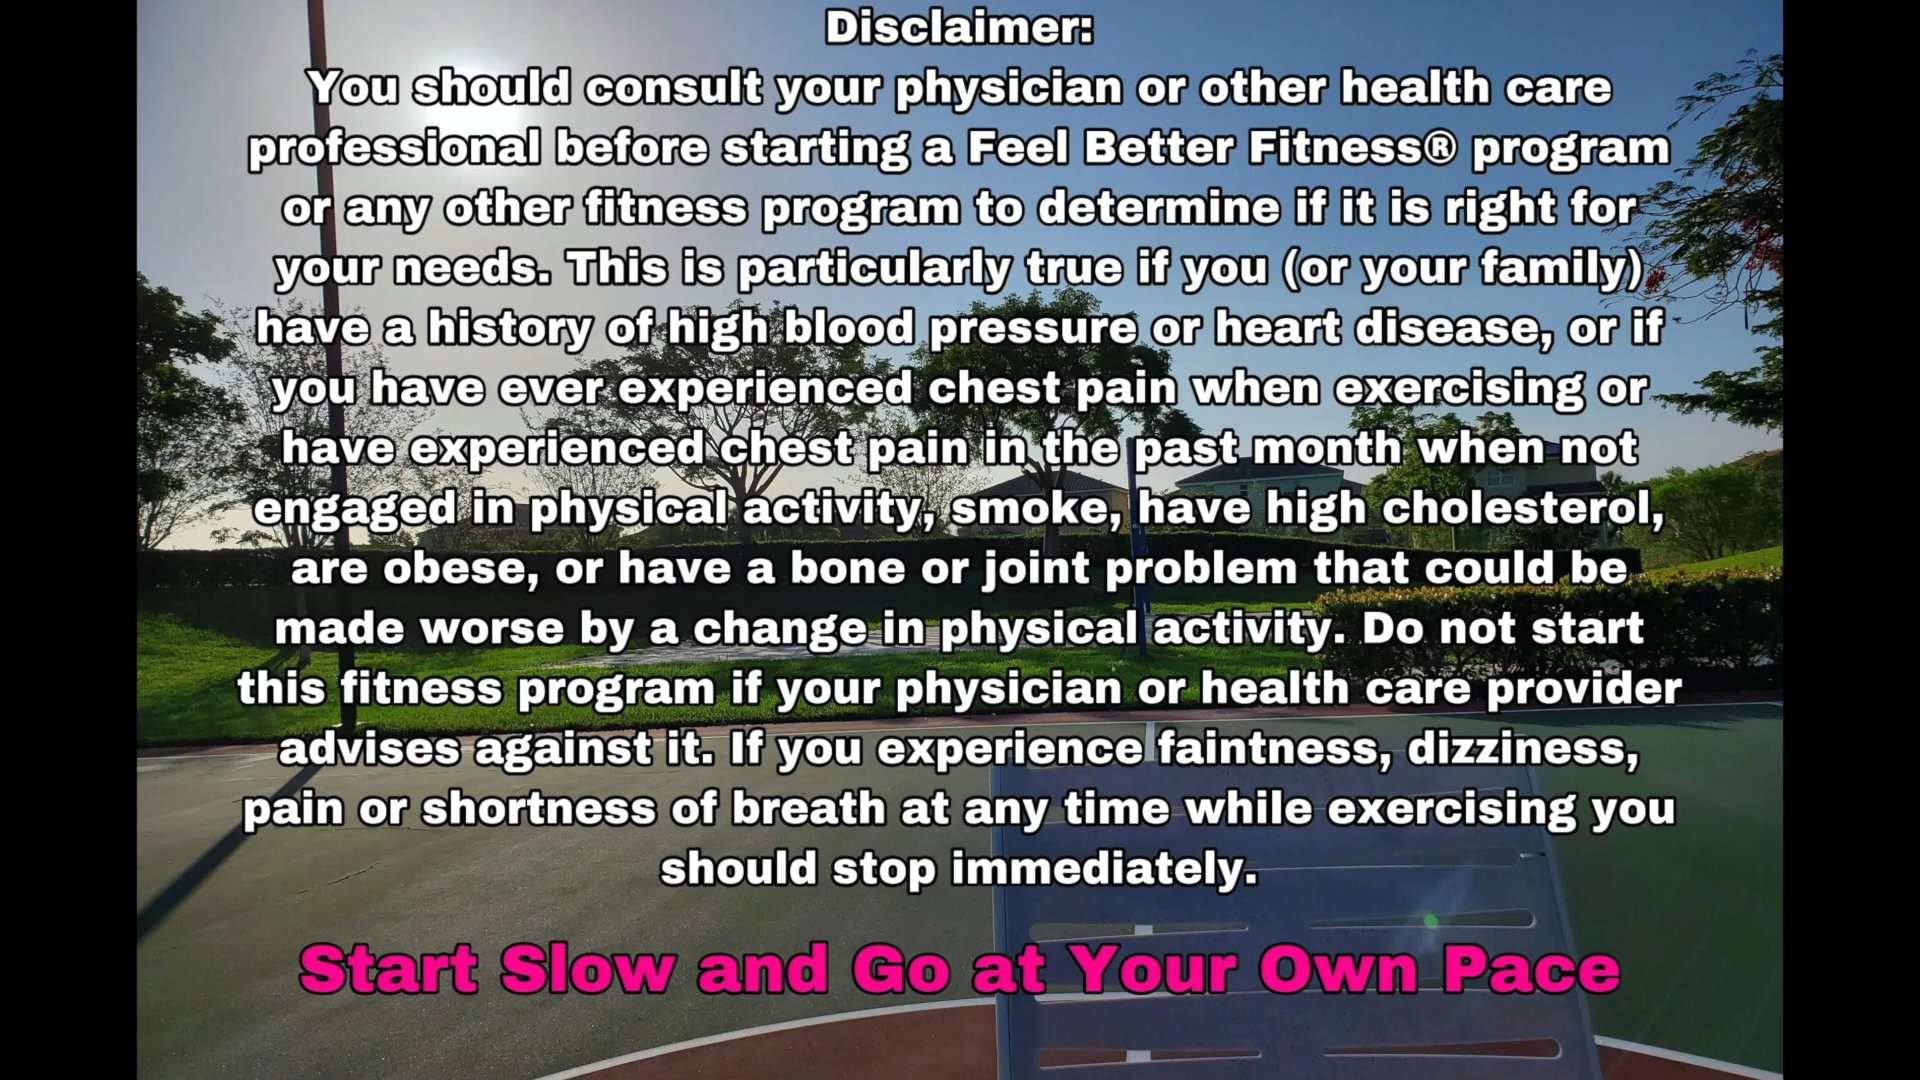 Disclaimer:
You should consult your physician or other health care
professional before starting a Feel Better Fitness® program
or any other fitness program to determine if it is right for
your needs. This is particularly true if you (or your family)
have a history of high blood pressure or heart disease, or if
you have ever experienced chest pain when exercising or
have experienced chest pain in the past month when not
engaged in physical activity, smoke, have high cholesterol,
are obese, or have a bone or joint problem that could be
made worse by a change in physical activity. Do not start
this fitness program if your physician or health care provider
advises against it. If you experience faintness, dizziness,
pain or shortness of breath at any time while exercising you
should stop immediately.
Start Slow and Go at Your Own Pace